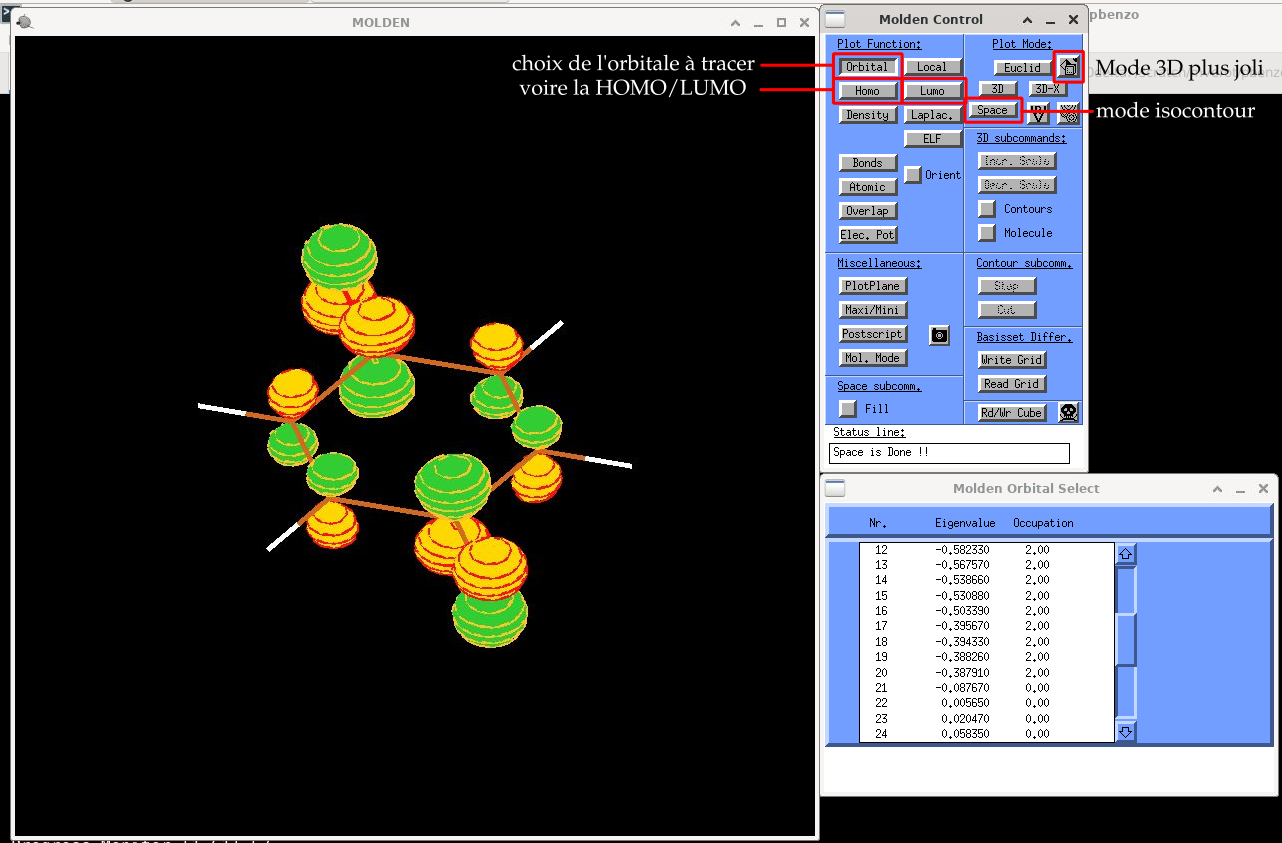 MOLDEN
choix de l'orbitale à tracer
voire la HOMO/LUMO
Molden Control
pbenzo
Mode 3D plus joli
mode isocontour
Plot Function:
Plot Mode:
Orbital
Local
Euclid
Homo
Lumo
3D
3D-X
Density
Laplac.
Space
ELF
3D subcommands:
Bonds
Orient
Incr. Scale
Atomic
Decr. Scale
Overlap
Contours
Elec. Pot
Molecule
Miscellaneous:
Contour subcomm.
PlotPlane
Step
Maxi/Mini
Cut
Postscript
Basisset Differ.
Mol. Mode
Write Grid
Space subcomm.
Read Grid
Fill
Rd/Wr Cube
Status line:
Space is Done !!
Molden Orbital Select
Nr. Eigenvalue Occupation
12 -0.582330 2.00
13 -0.567570 2.00
14 -0.538660 2.00
15 -0.530880 2.00
16 -0.503390 2.00
17 -0.395670 2.00
18 -0.394330 2.00
19 -0.388260 2.00
20 -0.387910 2.00
21 -0.087670 0.00
22 0.005650 0.00
23 0.020470 0.00
24 0.058350 0.00